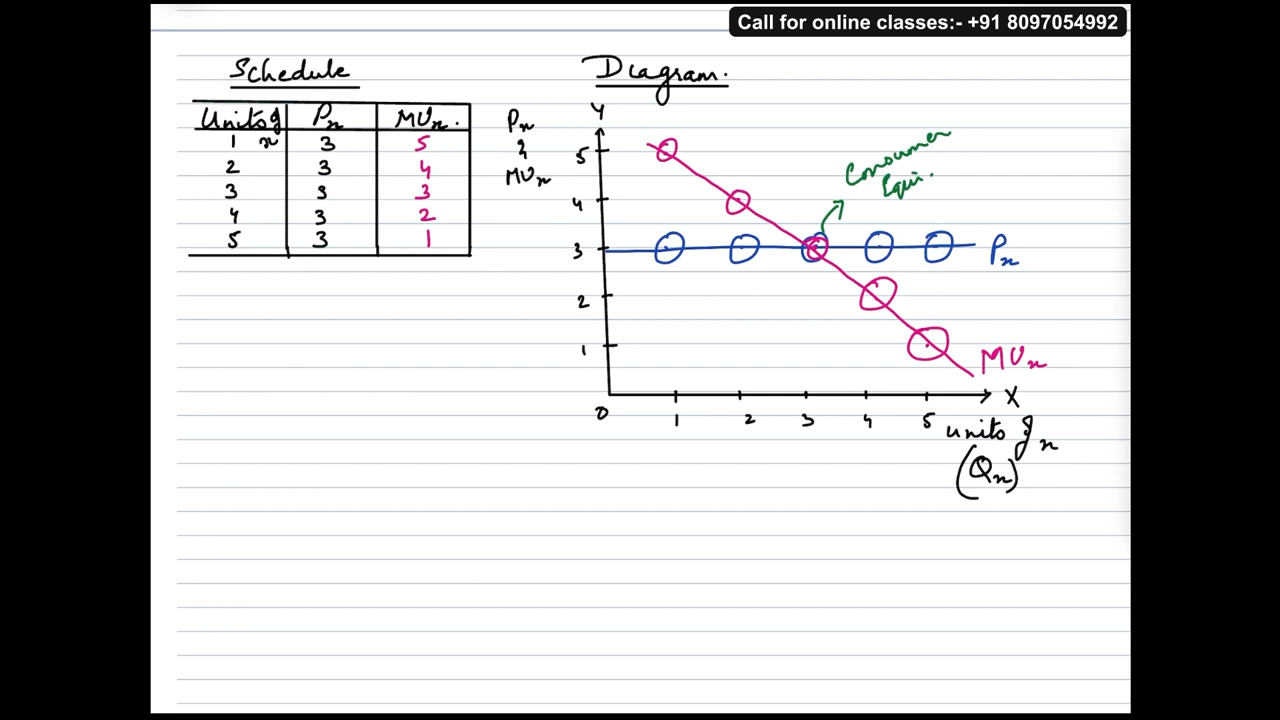 Call for online classes:- +91 8097054992
Schedule
Units of x Px MUx.
1 3 5
2 3 4
3 3 3
4 3 2
5 3 1
Diagram.
Px
&
MUx
Y
5
4
3
2
1
0
1 2 3 4 5
X
units of x
(Qx)
Consumer
Equi.
Px
MUx